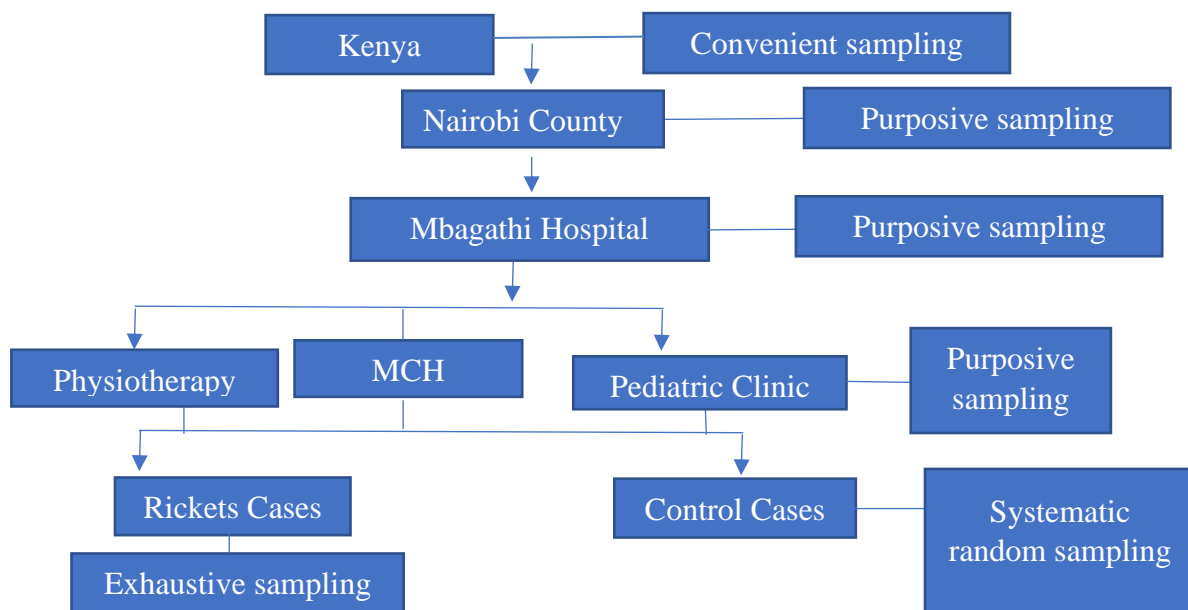 Kenya
Convenient sampling
Nairobi County
Purposive sampling
Mbagathi Hospital
Purposive sampling
Physiotherapy
MCH
Pediatric Clinic
Purposive
sampling
Rickets Cases
Control Cases
Systematic
random sampling
Exhaustive sampling